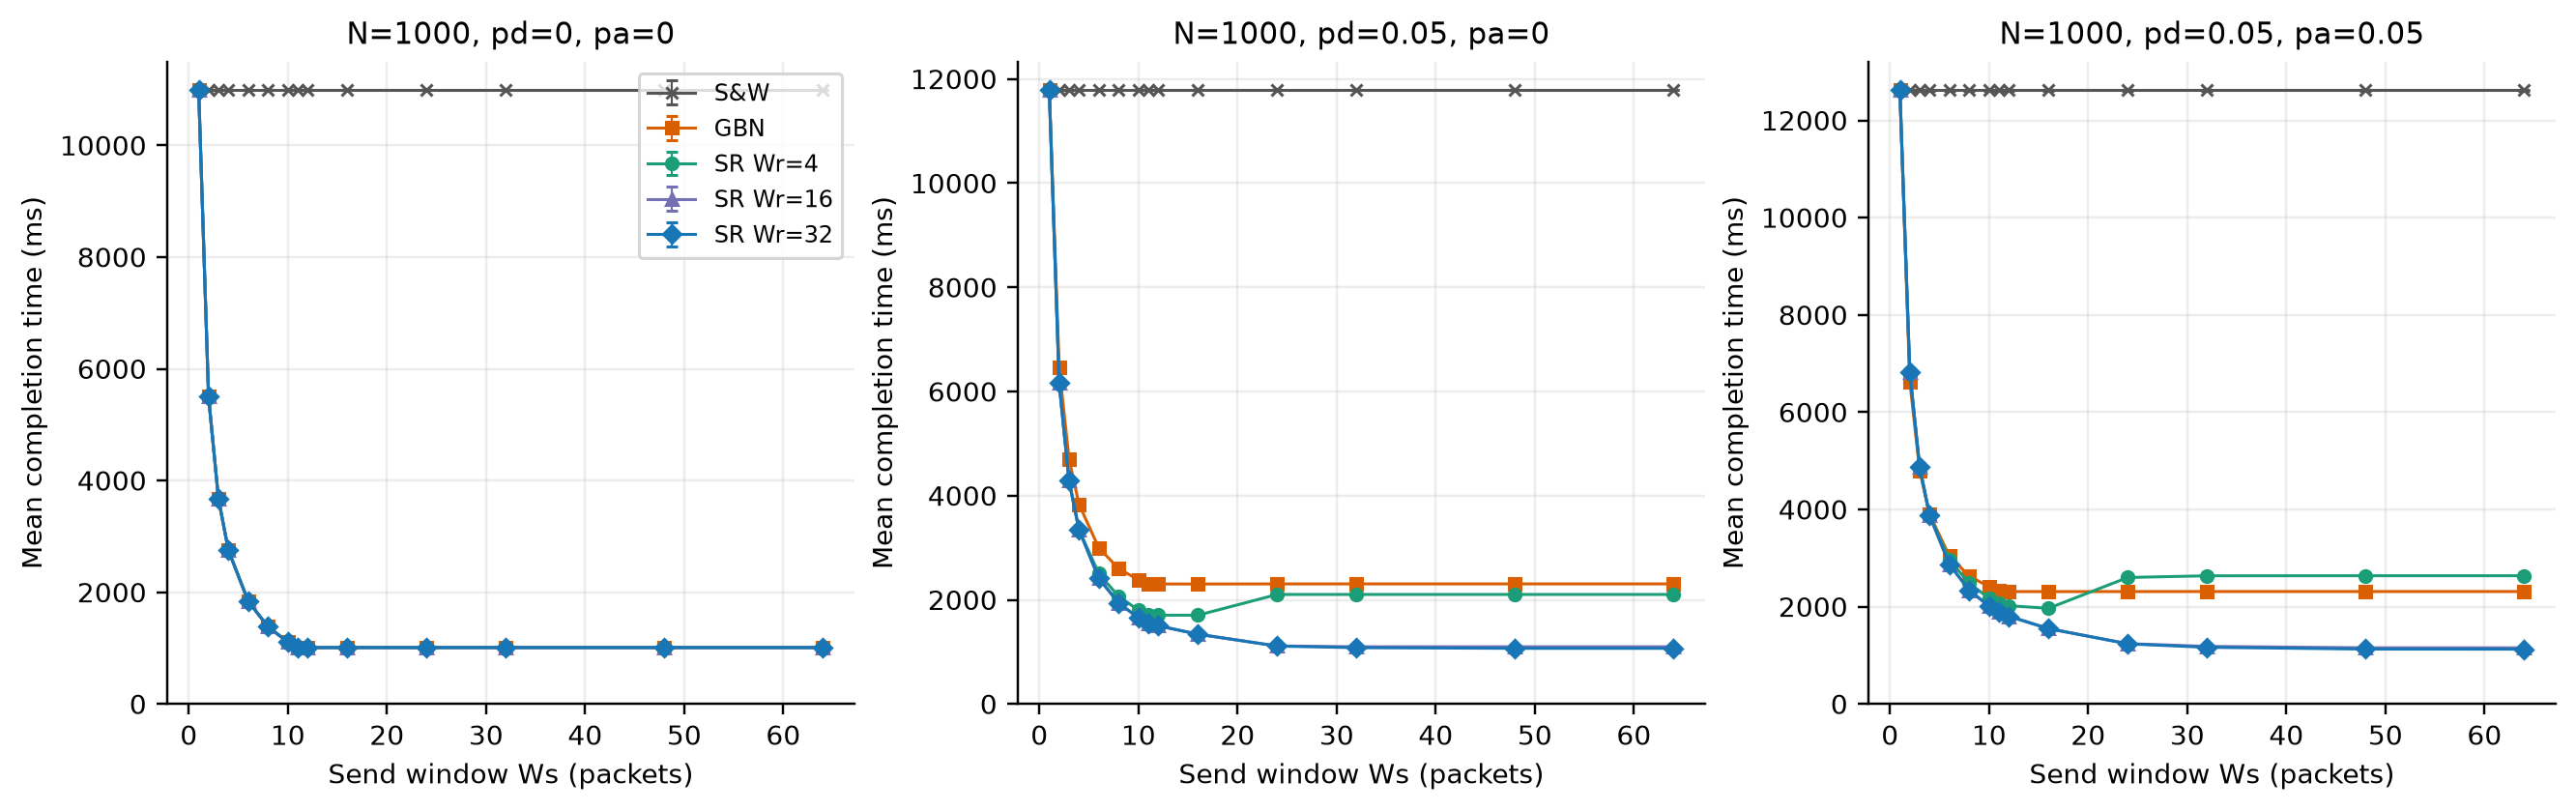 N=1000, pd=0, pa=0
Mean completion time (ms)
10000
8000
6000
4000
2000
0
S&W
GBN
SR Wr=4
SR Wr=16
SR Wr=32
0 10 20 30 40 50 60
Send window Ws (packets)
N=1000, pd=0.05, pa=0
Mean completion time (ms)
12000
10000
8000
6000
4000
2000
0
0 10 20 30 40 50 60
Send window Ws (packets)
N=1000, pd=0.05, pa=0.05
Mean completion time (ms)
12000
10000
8000
6000
4000
2000
0
0 10 20 30 40 50 60
Send window Ws (packets)